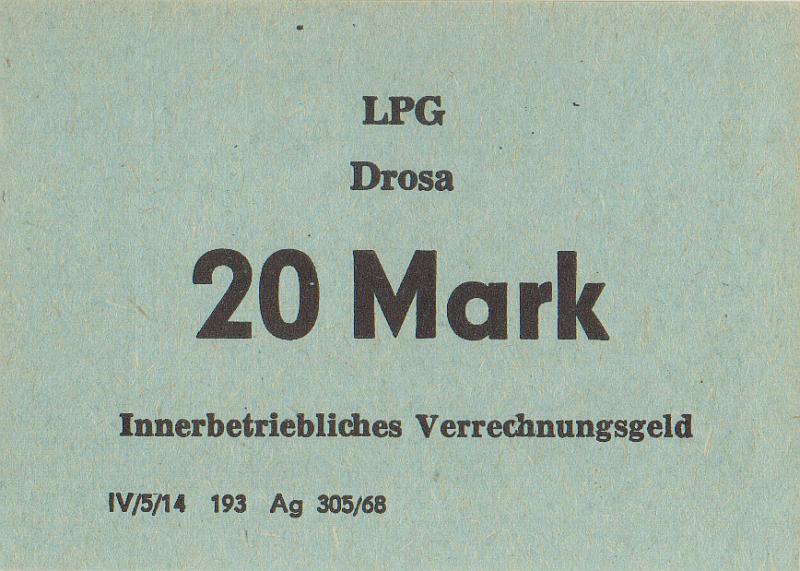 LPG
Drosa
20 Mark
Innerbetriebliches Verrechnungsgeld
IV/5/14 193 Ag 305/68